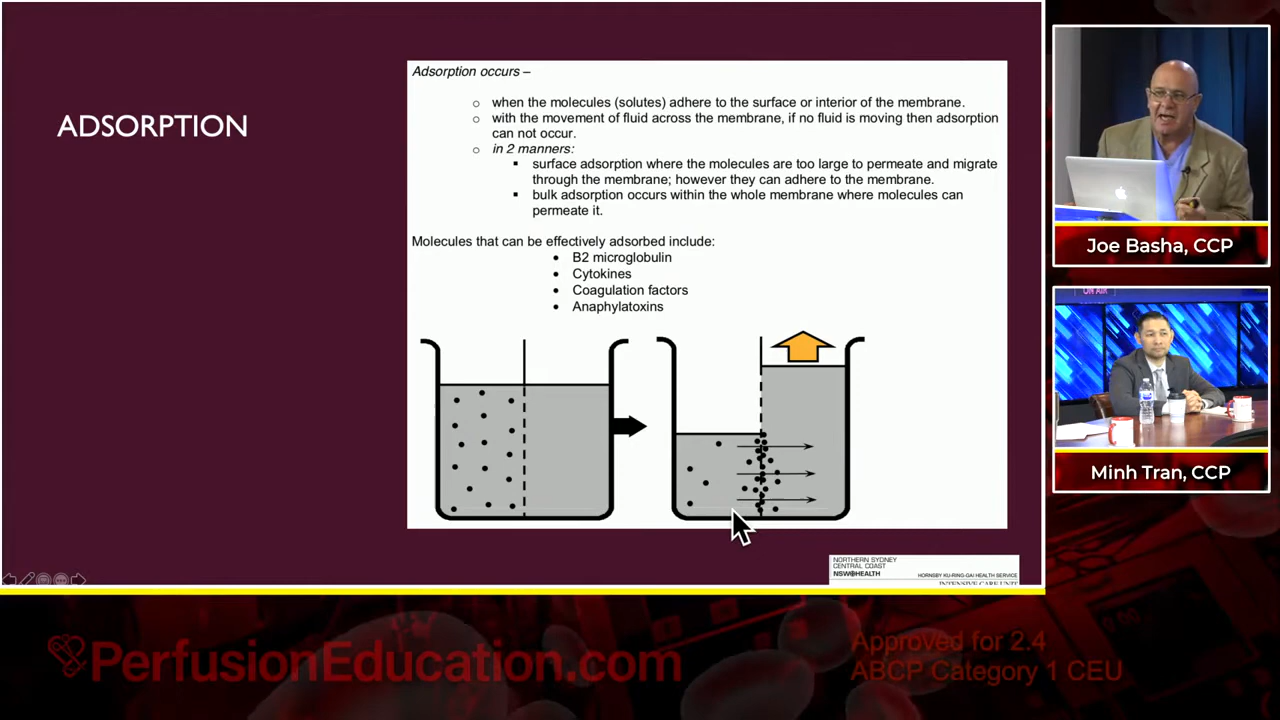 ADSORPTION
Adsorption occurs –
o when the molecules (solutes) adhere to the surface or interior of the membrane.
o with the movement of fluid across the membrane, if no fluid is moving then adsorption
can not occur.
o in 2 manners:
▪ surface adsorption where the molecules are too large to permeate and migrate
through the membrane; however they can adhere to the membrane.
▪ bulk adsorption occurs within the whole membrane where molecules can
permeate it.
Molecules that can be effectively adsorbed include:
• B2 microglobulin
• Cytokines
• Coagulation factors
• Anaphylatoxins
NORTHERN SYDNEY
CENTRAL COAST
NSW HEALTH
HORNSBY KU-RING-GAI HEALTH SERVICE
INTENSIVE CARE UNIT
Joe Basha, CCP
ON AIR
Minh Tran, CCP
PerfusionEducation.com
Approved for 2.4
ABCP Category 1 CEU